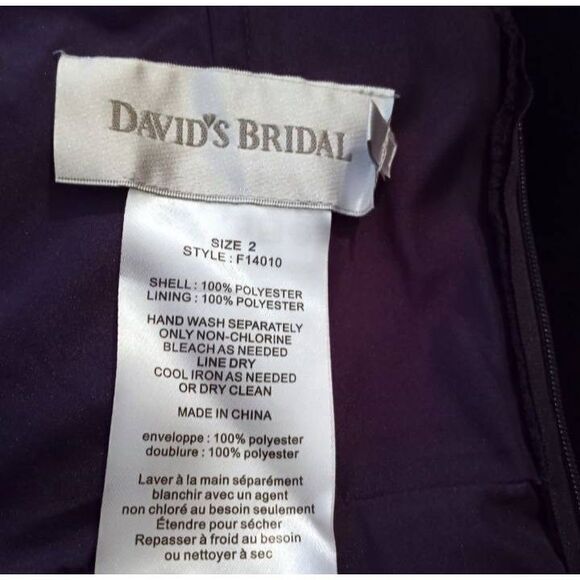 DAVID'S BRIDAL
SIZE 2
STYLE : F14010
SHELL : 100% POLYESTER
LINING : 100% POLYESTER
HAND WASH SEPARATELY
ONLY NON-CHLORINE
BLEACH AS NEEDED
LINE DRY
COOL IRON AS NEEDED
OR DRY CLEAN
MADE IN CHINA
enveloppe : 100% polyester
doublure : 100% polyester
Laver à la main séparément
blanchir avec un agent
non chloré au besoin seulement
Étendre pour sécher
Repasser à froid au besoin
ou nettoyer à sec